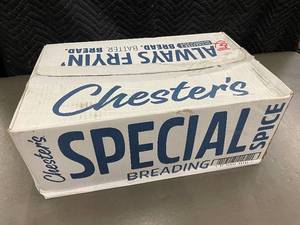 ALWAYS FRYIN'
BREAD. BATTER. BREAD.
Chester's
Chester's
SPECIAL
BREADING
SPICE